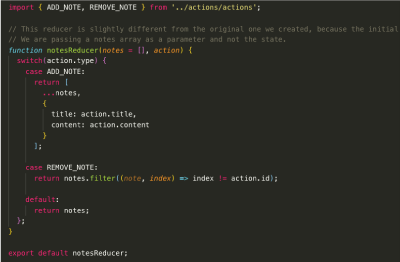 import { ADD_NOTE, REMOVE_NOTE } from '../actions/actions';
// This reducer is slightly different from the original one we created, because the initial
// We are passing a notes array as a parameter and not the state.
function notesReducer(notes = [], action) {
switch(action.type) {
case ADD_NOTE:
return [
...notes,
{
title: action.title,
content: action.content
}
];
case REMOVE_NOTE:
return notes.filter((note, index) => index != action.id);
default:
return notes;
};
}
export default notesReducer;